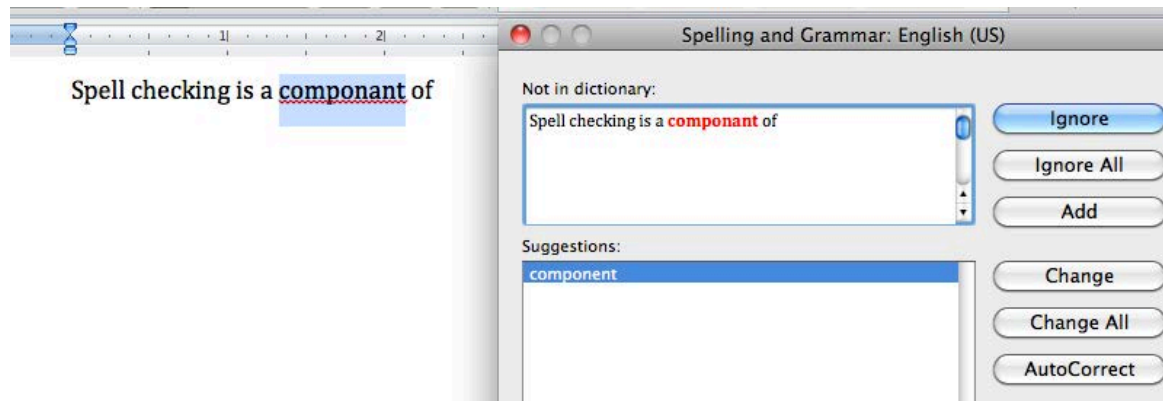 1 2
Spell checking is a componant of
Spelling and Grammar: English (US)
Not in dictionary:
Spell checking is a componant of
Ignore
Ignore All
Add
Suggestions:
component
Change
Change All
AutoCorrect